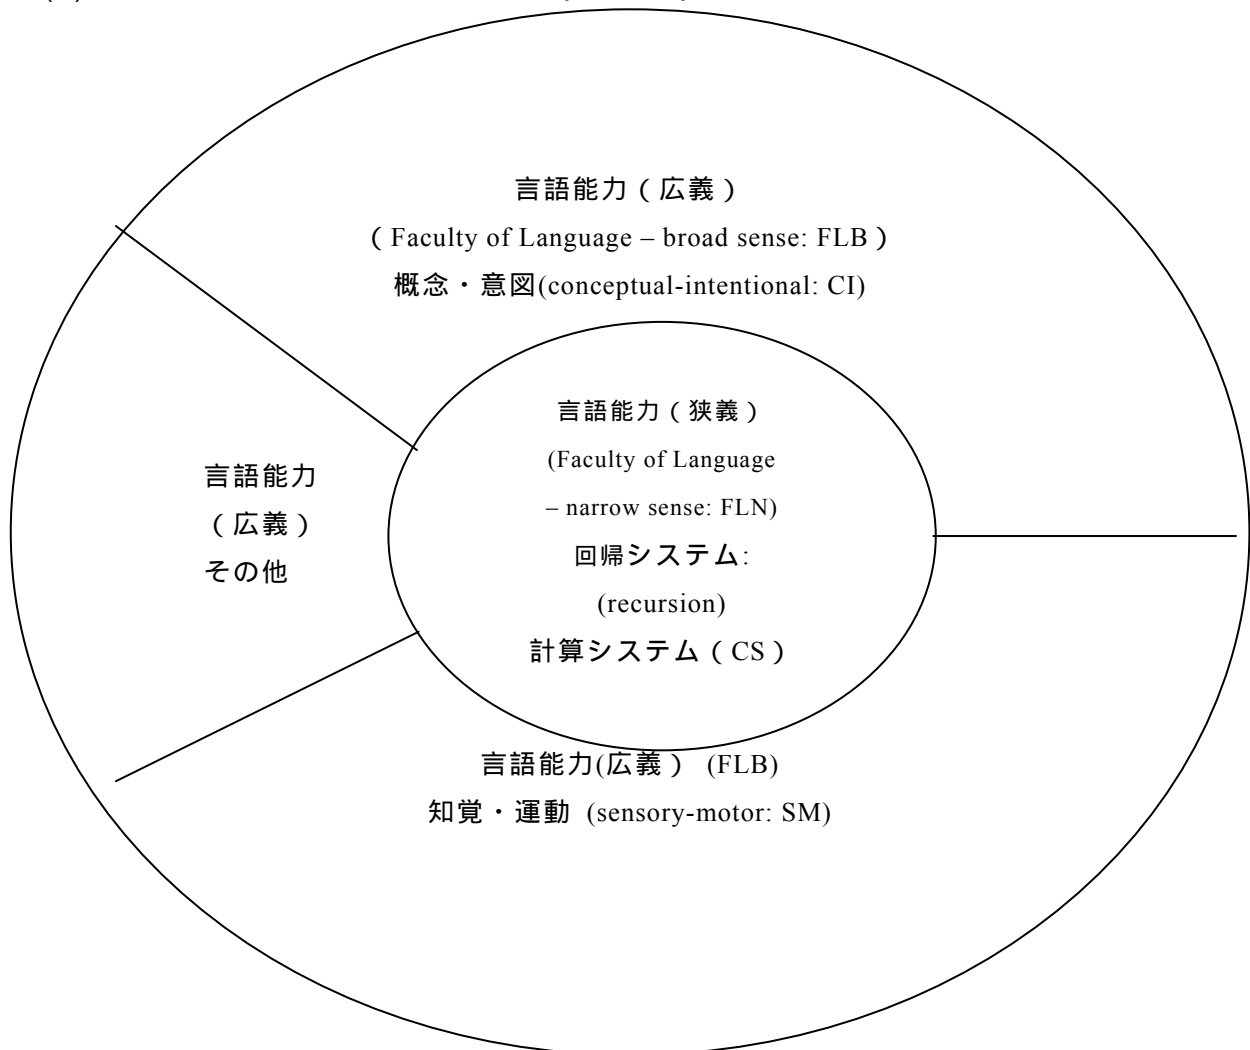 言語能力（広義）
（Faculty of Language – broad sense: FLB）
概念・意図(conceptual-intentional: CI)
言語能力（狭義）
(Faculty of Language
– narrow sense: FLN)
回帰システム:
(recursion)
計算システム（CS）
言語能力
（広義）
その他
言語能力(広義） (FLB)
知覚・運動 (sensory-motor: SM)